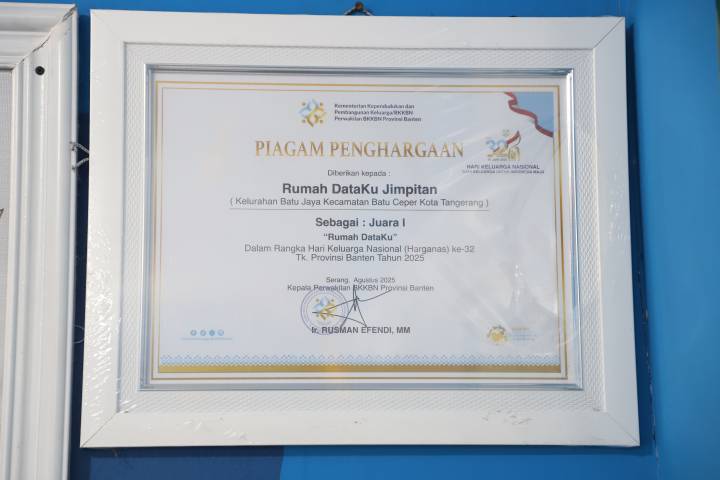 Kementerian Kependudukan dan
Pembangunan Keluarga/BKKBN
Perwakilan BKKBN Provinsi Banten
PIAGAM PENGHARGAAN
32
HARI KELUARGA NASIONAL
Diberikan kepada :
Rumah DataKu Jimpitan
( Kelurahan Batu Jaya Kecamatan Batu Ceper Kota Tangerang )
Sebagai : Juara I
“Rumah DataKu”
Dalam Rangka Hari Keluarga Nasional (Harganas) ke-32
Tk. Provinsi Banten Tahun 2025
Serang, Agustus 2025
Kepala Perwakilan BKKBN Provinsi Banten
Ir. RUSMAN EFENDI, MM